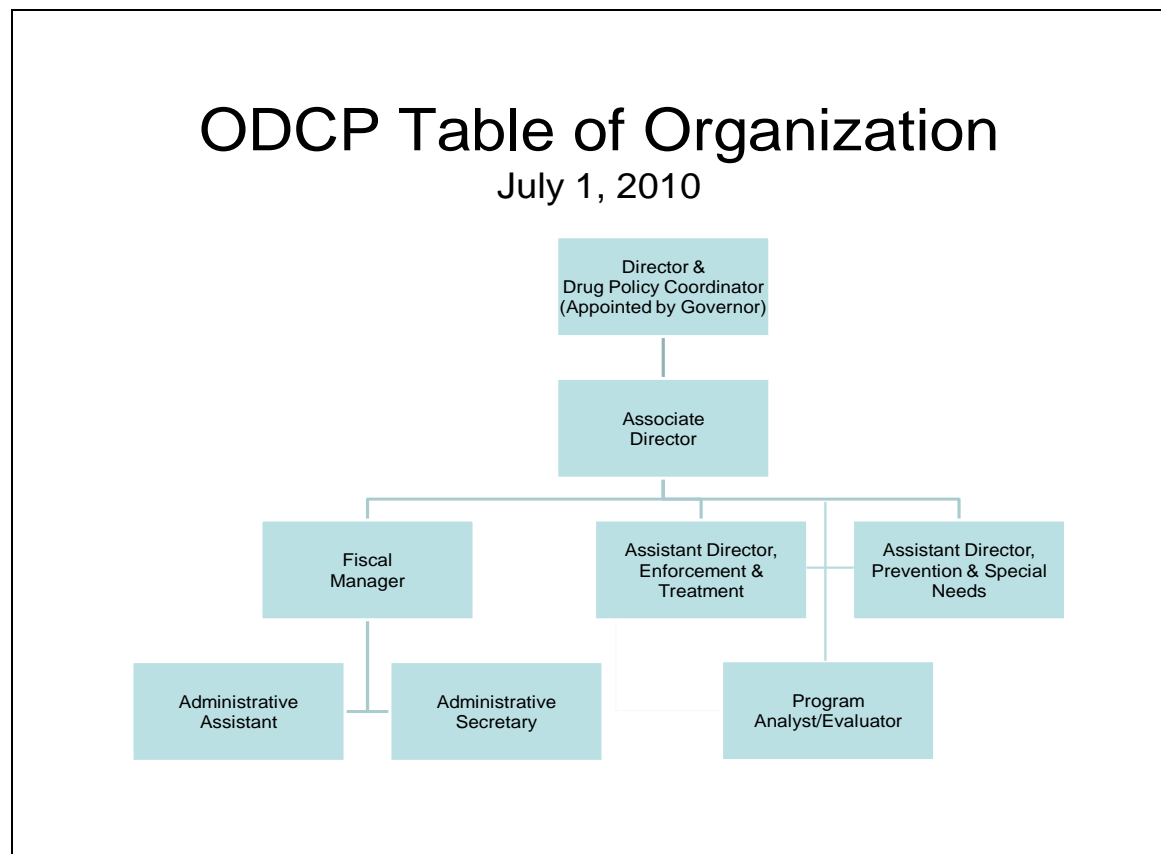 ODCP Table of Organization
July 1, 2010
Director &
Drug Policy Coordinator
(Appointed by Governor)
Associate
Director
Fiscal
Manager
Assistant Director,
Enforcement &
Treatment
Assistant Director,
Prevention & Special
Needs
Administrative
Assistant
Administrative
Secretary
Program
Analyst/Evaluator